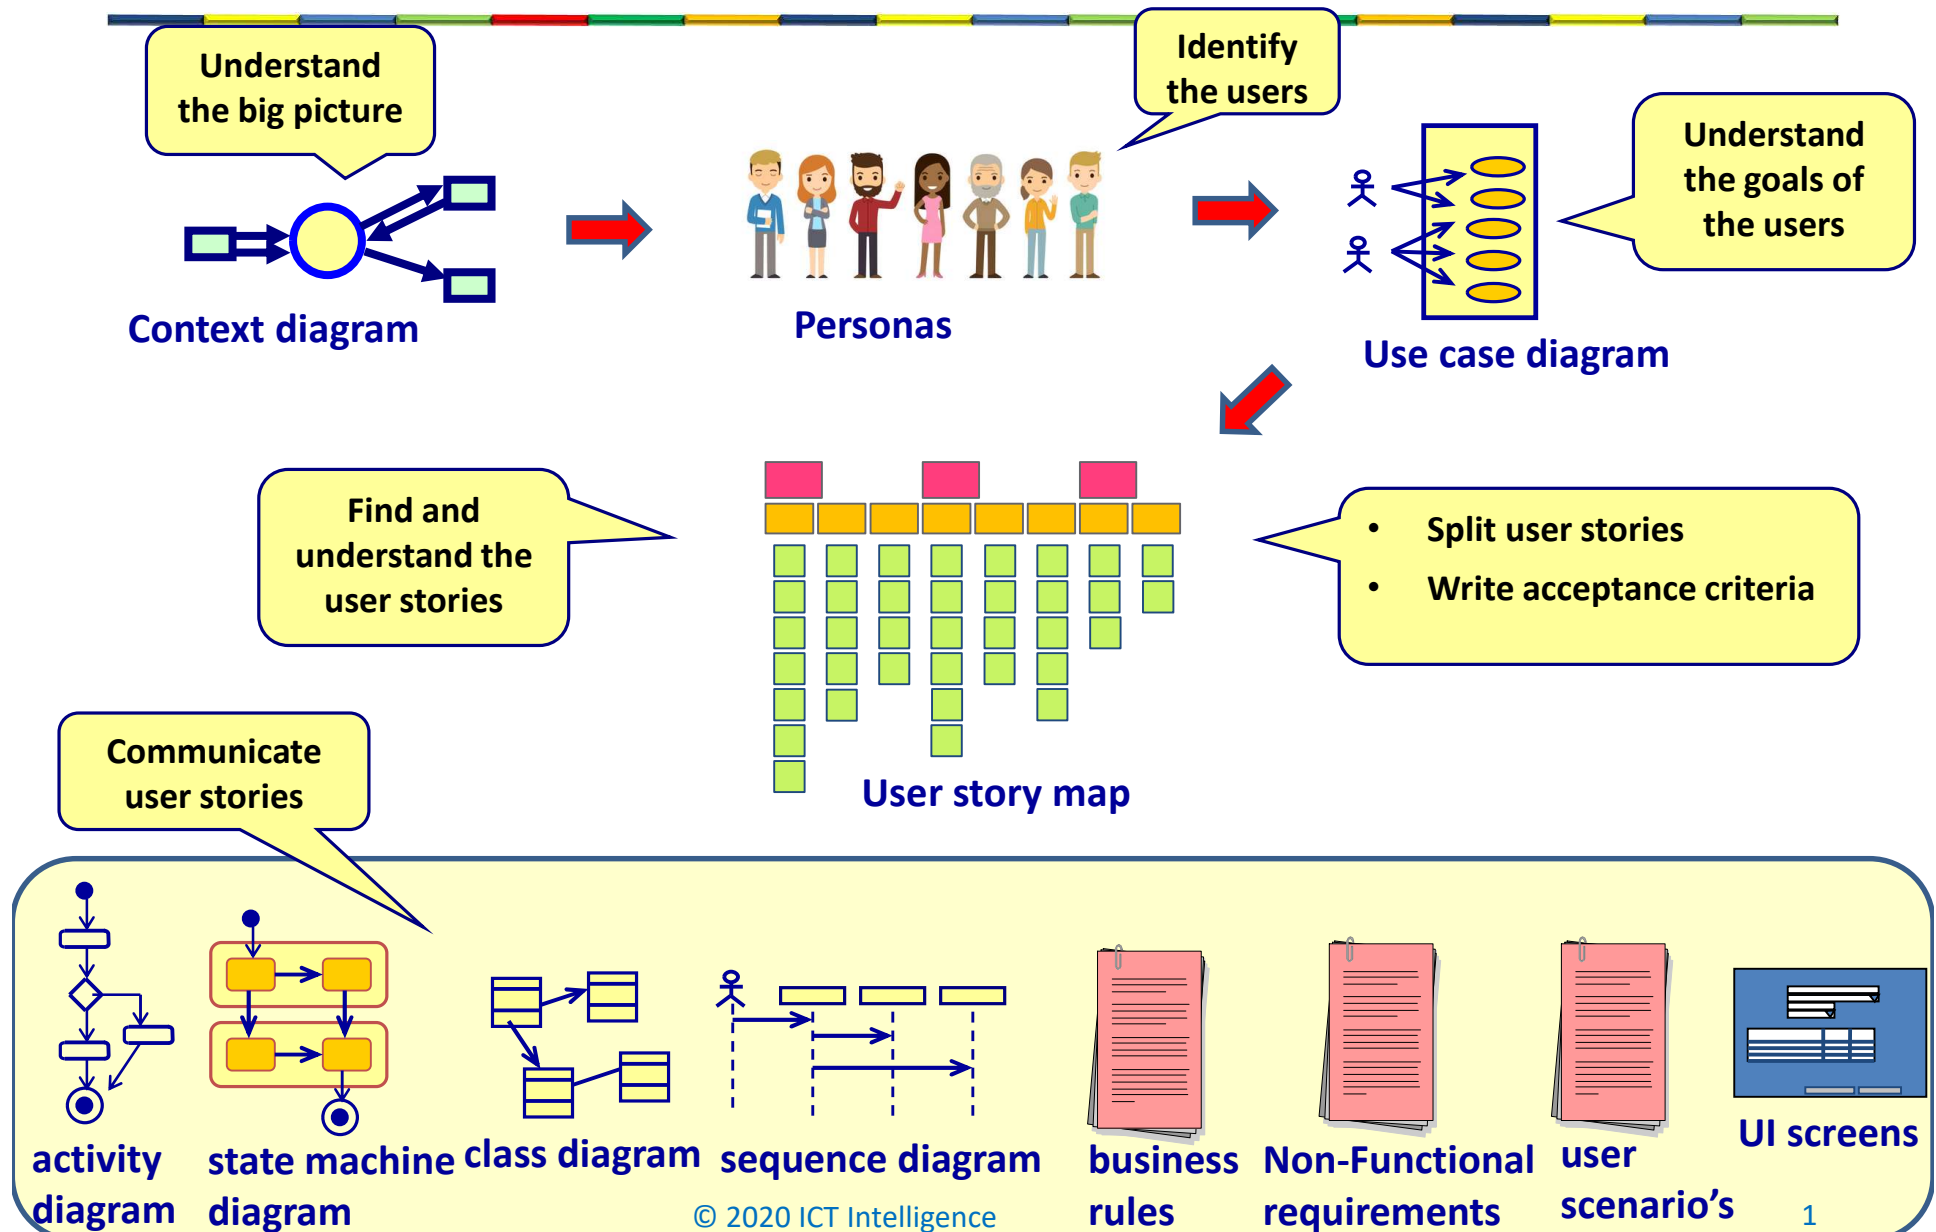 Understand
the big picture
Identify
the users
Understand
the goals of
the users
Context diagram
Personas
Use case diagram
Find and
understand the
user stories
• Split user stories
• Write acceptance criteria
User story map
Communicate
user stories
activity
diagram
state machine
diagram
class diagram
sequence diagram
business
rules
Non-Functional
requirements
user
scenario's
UI screens
© 2020 ICT Intelligence
1